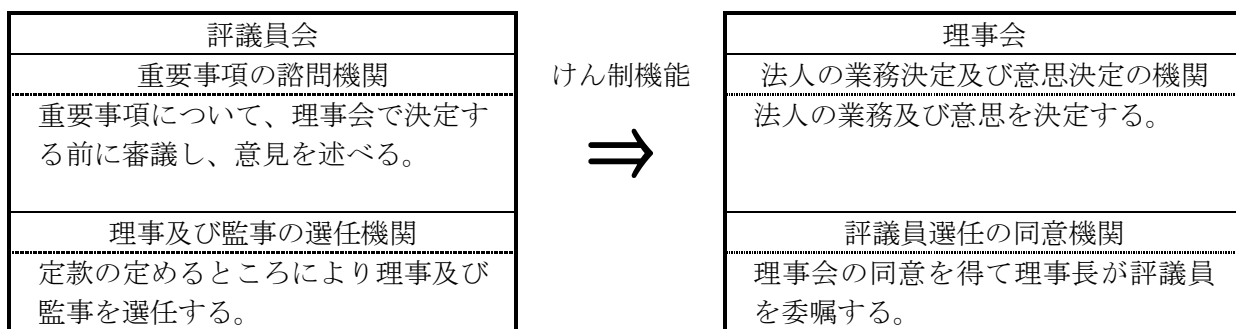 評議員会
重要事項の諮問機関
重要事項について、理事会で決定す
る前に審議し、意見を述べる。
理事及び監事の選任機関
定款の定めるところにより理事及び
監事を選任する。
けん制機能
⇒
理事会
法人の業務決定及び意思決定の機関
法人の業務及び意思を決定する。
評議員選任の同意機関
理事会の同意を得て理事長が評議員
を委嘱する。